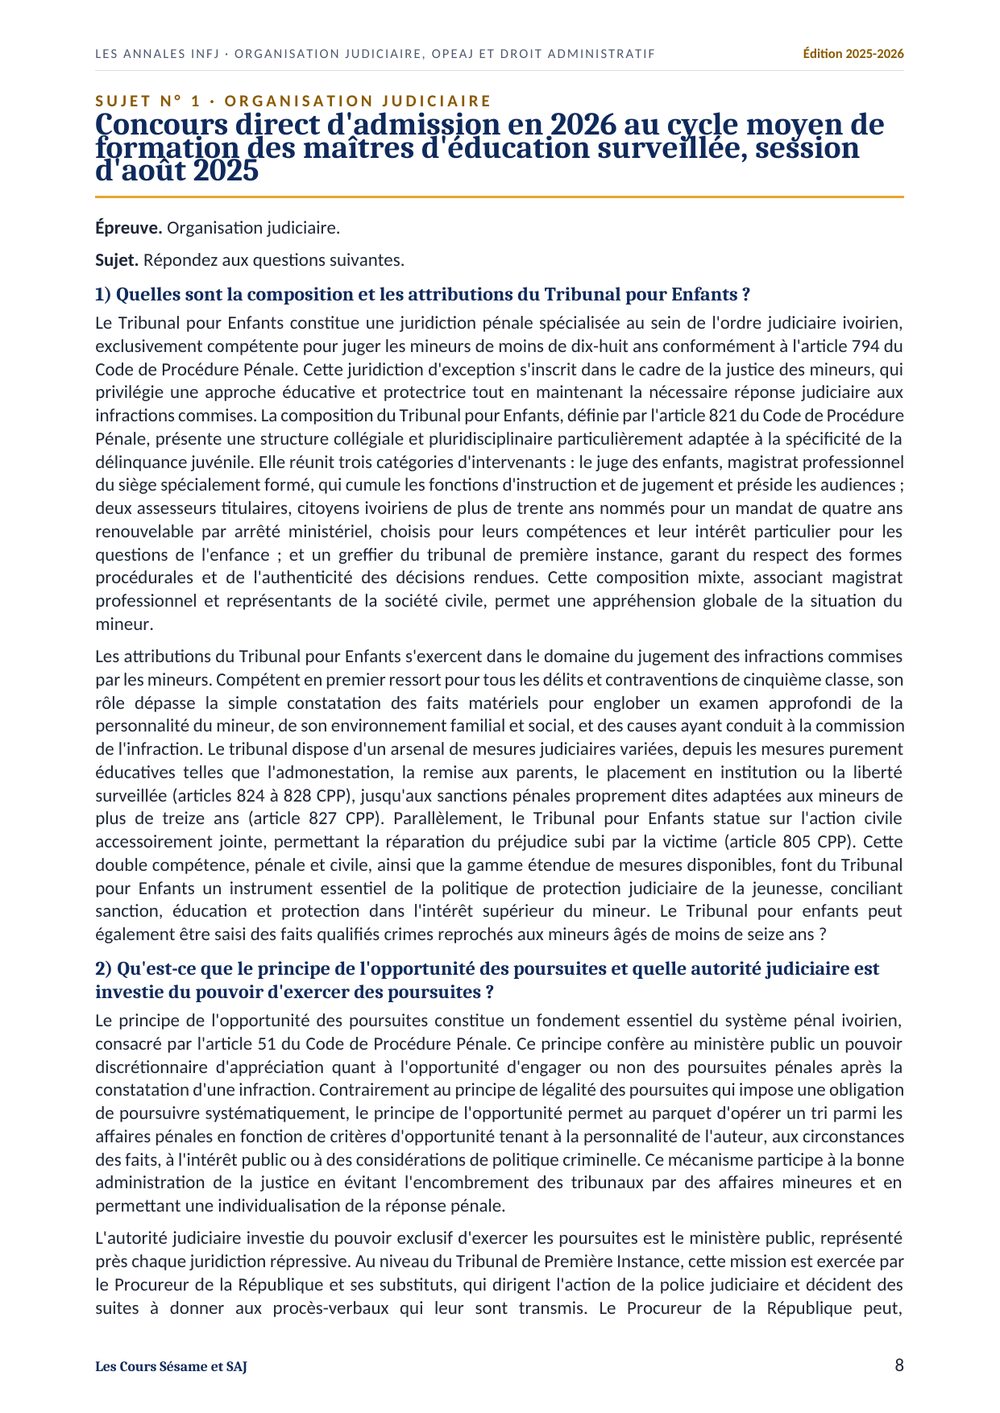 LES ANNALES INFJ · ORGANISATION JUDICIAIRE, OPEAJ ET DROIT ADMINISTRATIF
Édition 2025-2026
SUJET N° 1 · ORGANISATION JUDICIAIRE
Concours direct d'admission en 2026 au cycle moyen de
formation des maîtres d'éducation surveillée, session
d'août 2025
Épreuve. Organisation judiciaire.
Sujet. Répondez aux questions suivantes.
1) Quelles sont la composition et les attributions du Tribunal pour Enfants ?
Le Tribunal pour Enfants constitue une juridiction pénale spécialisée au sein de l'ordre judiciaire ivoirien,
exclusivement compétente pour juger les mineurs de moins de dix-huit ans conformément à l'article 794 du
Code de Procédure Pénale. Cette juridiction d'exception s'inscrit dans le cadre de la justice des mineurs, qui
privilégie une approche éducative et protectrice tout en maintenant la nécessaire réponse judiciaire aux
infractions commises. La composition du Tribunal pour Enfants, définie par l'article 821 du Code de Procédure
Pénale, présente une structure collégiale et pluridisciplinaire particulièrement adaptée à la spécificité de la
délinquance juvénile. Elle réunit trois catégories d'intervenants : le juge des enfants, magistrat professionnel
du siège spécialement formé, qui cumule les fonctions d'instruction et de jugement et préside les audiences ;
deux assesseurs titulaires, citoyens ivoiriens de plus de trente ans nommés pour un mandat de quatre ans
renouvelable par arrêté ministériel, choisis pour leurs compétences et leur intérêt particulier pour les
questions de l'enfance ; et un greffier du tribunal de première instance, garant du respect des formes
procédurales et de l'authenticité des décisions rendues. Cette composition mixte, associant magistrat
professionnel et représentants de la société civile, permet une appréhension globale de la situation du
mineur.
Les attributions du Tribunal pour Enfants s'exercent dans le domaine du jugement des infractions commises
par les mineurs. Compétent en premier ressort pour tous les délits et contraventions de cinquième classe, son
rôle dépasse la simple constatation des faits matériels pour englober un examen approfondi de la
personnalité du mineur, de son environnement familial et social, et des causes ayant conduit à la commission
de l'infraction. Le tribunal dispose d'un arsenal de mesures judiciaires variées, depuis les mesures purement
éducatives telles que l'admonestation, la remise aux parents, le placement en institution ou la liberté
surveillée (articles 824 à 828 CPP), jusqu'aux sanctions pénales proprement dites adaptées aux mineurs de
plus de treize ans (article 827 CPP). Parallèlement, le Tribunal pour Enfants statue sur l'action civile
accessoirement jointe, permettant la réparation du préjudice subi par la victime (article 805 CPP). Cette
double compétence, pénale et civile, ainsi que la gamme étendue de mesures disponibles, font du Tribunal
pour Enfants un instrument essentiel de la politique de protection judiciaire de la jeunesse, conciliant
sanction, éducation et protection dans l'intérêt supérieur du mineur. Le Tribunal pour enfants peut
également être saisi des faits qualifiés crimes reprochés aux mineurs âgés de moins de seize ans ?
2) Qu'est-ce que le principe de l'opportunité des poursuites et quelle autorité judiciaire est
investie du pouvoir d'exercer des poursuites ?
Le principe de l'opportunité des poursuites constitue un fondement essentiel du système pénal ivoirien,
consacré par l'article 51 du Code de Procédure Pénale. Ce principe confère au ministère public un pouvoir
discrétionnaire d'appréciation quant à l'opportunité d'engager ou non des poursuites pénales après la
constatation d'une infraction. Contrairement au principe de légalité des poursuites qui impose une obligation
de poursuivre systématiquement, le principe de l'opportunité permet au parquet d'opérer un tri parmi les
affaires pénales en fonction de critères d'opportunité tenant à la personnalité de l'auteur, aux circonstances
des faits, à l'intérêt public ou à des considérations de politique criminelle. Ce mécanisme participe à la bonne
administration de la justice en évitant l'encombrement des tribunaux par des affaires mineures et en
permettant une individualisation de la réponse pénale.
L'autorité judiciaire investie du pouvoir exclusif d'exercer les poursuites est le ministère public, représenté
près chaque juridiction répressive. Au niveau du Tribunal de Première Instance, cette mission est exercée par
le Procureur de la République et ses substituts, qui dirigent l'action de la police judiciaire et décident des
suites à donner aux procès-verbaux qui leur sont transmis. Le Procureur de la République peut,
Les Cours Sésame et SAJ
8